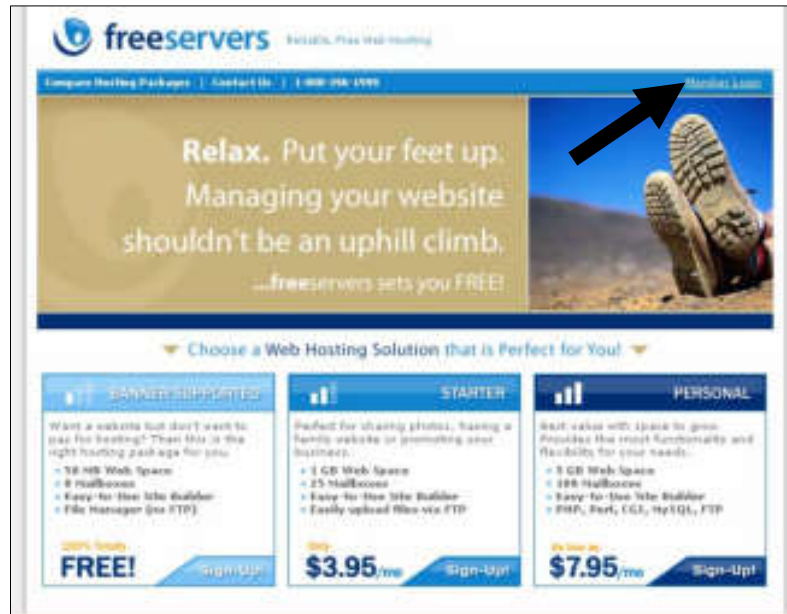 freeservers Reliable, Free Web Hosting
Compare Hosting Packages | Contact Us | Member Login
Relax. Put your feet up.
Managing your website
shouldn't be an uphill climb.
...freeservers sets you FREE!
Choose a Web Hosting Solution that is Perfect for You!
BANNER SUPPORTED
Want a website but don't want to
pay for hosting? Then this is the
right hosting package for you.
50 MB Web Space
0 Mailboxes
Easy-to-Use Site Builder
File Manager (no FTP)
100% Totally
FREE!
Sign-Up!
STARTER
Perfect for sharing photos, having a
family website or promoting your
business.
1 GB Web Space
25 Mailboxes
Easy-to-Use Site Builder
Easily upload files via FTP
Only
$3.95/mo
Sign-Up!
PERSONAL
Best value with space to grow.
Provides the most functionality and
flexibility for your needs.
5 GB Web Space
100 Mailboxes
Easy-to-Use Site Builder
PHP, Perl, CGI, MySQL, FTP
As low as
$7.95/mo
Sign-Up!